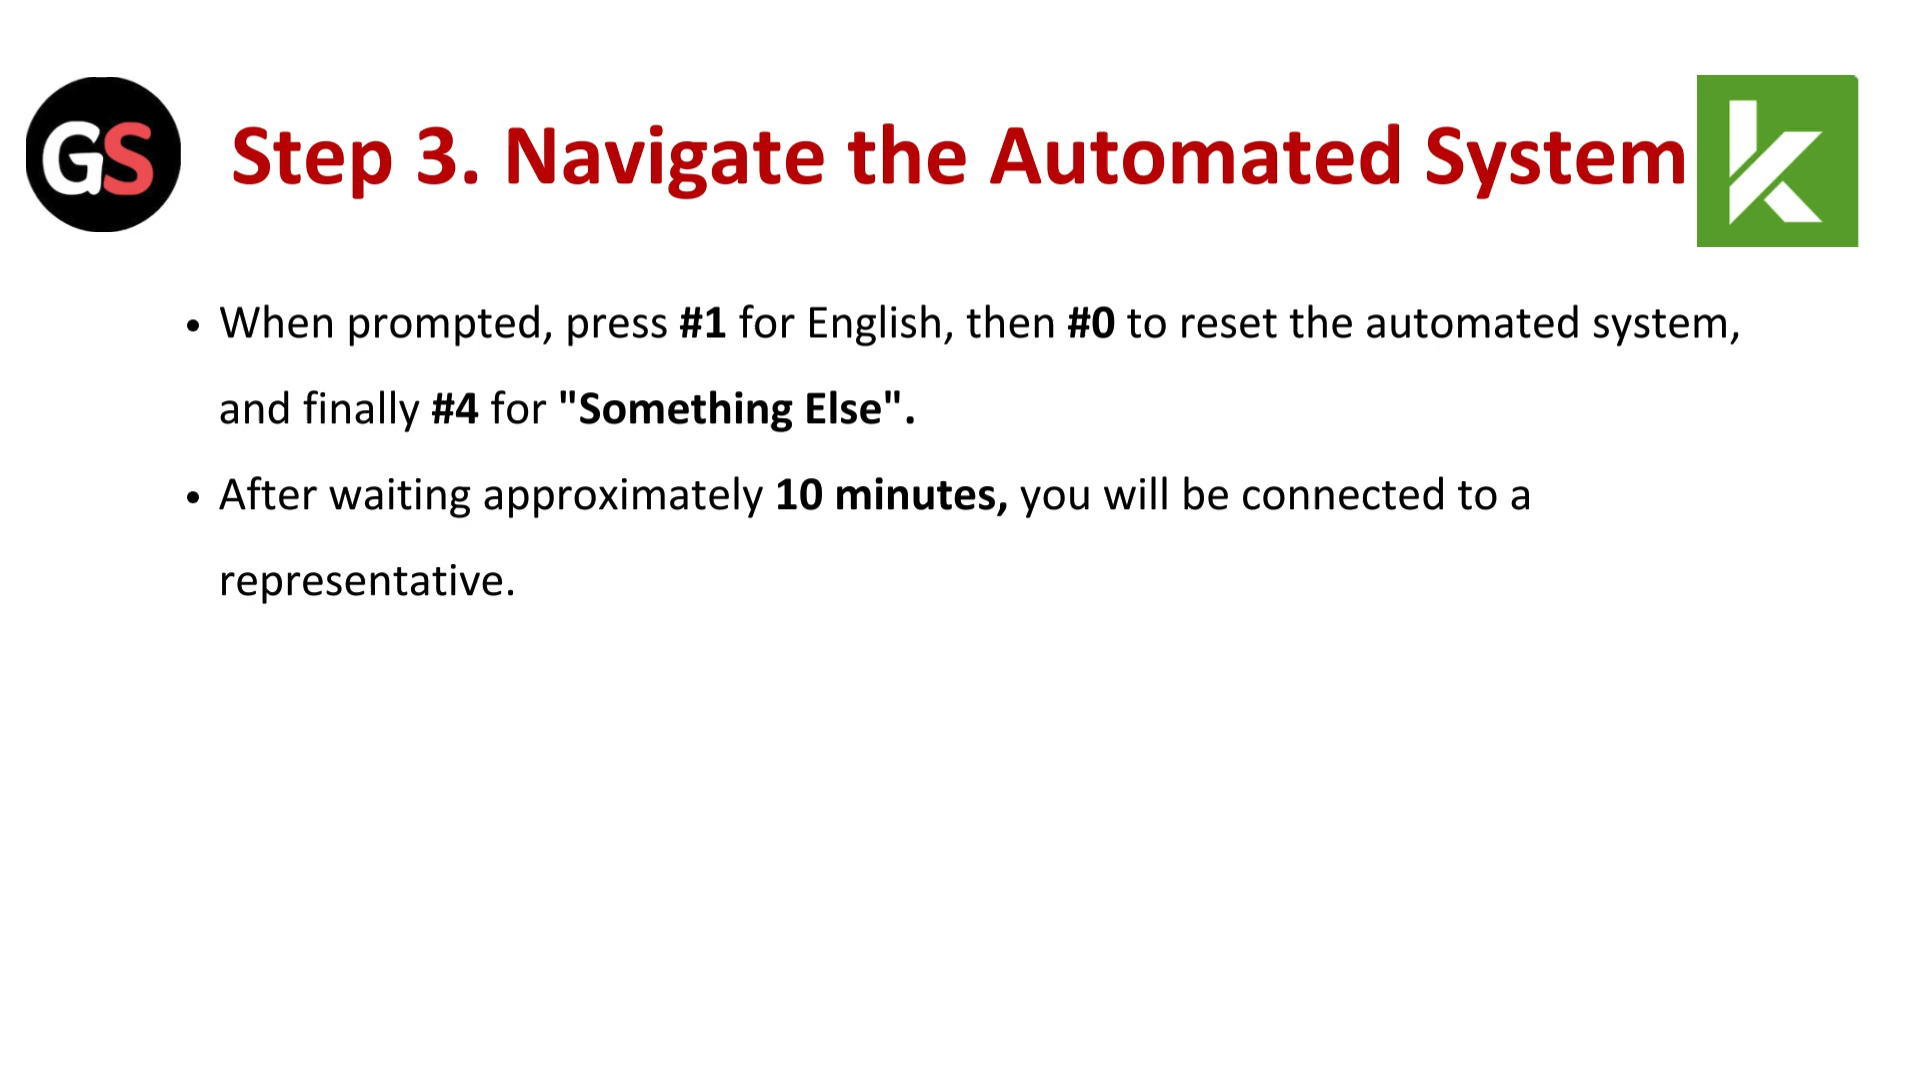 GS
Step 3. Navigate the Automated System
k
• When prompted, press #1 for English, then #0 to reset the automated system,
and finally #4 for "Something Else".
• After waiting approximately 10 minutes, you will be connected to a
representative.